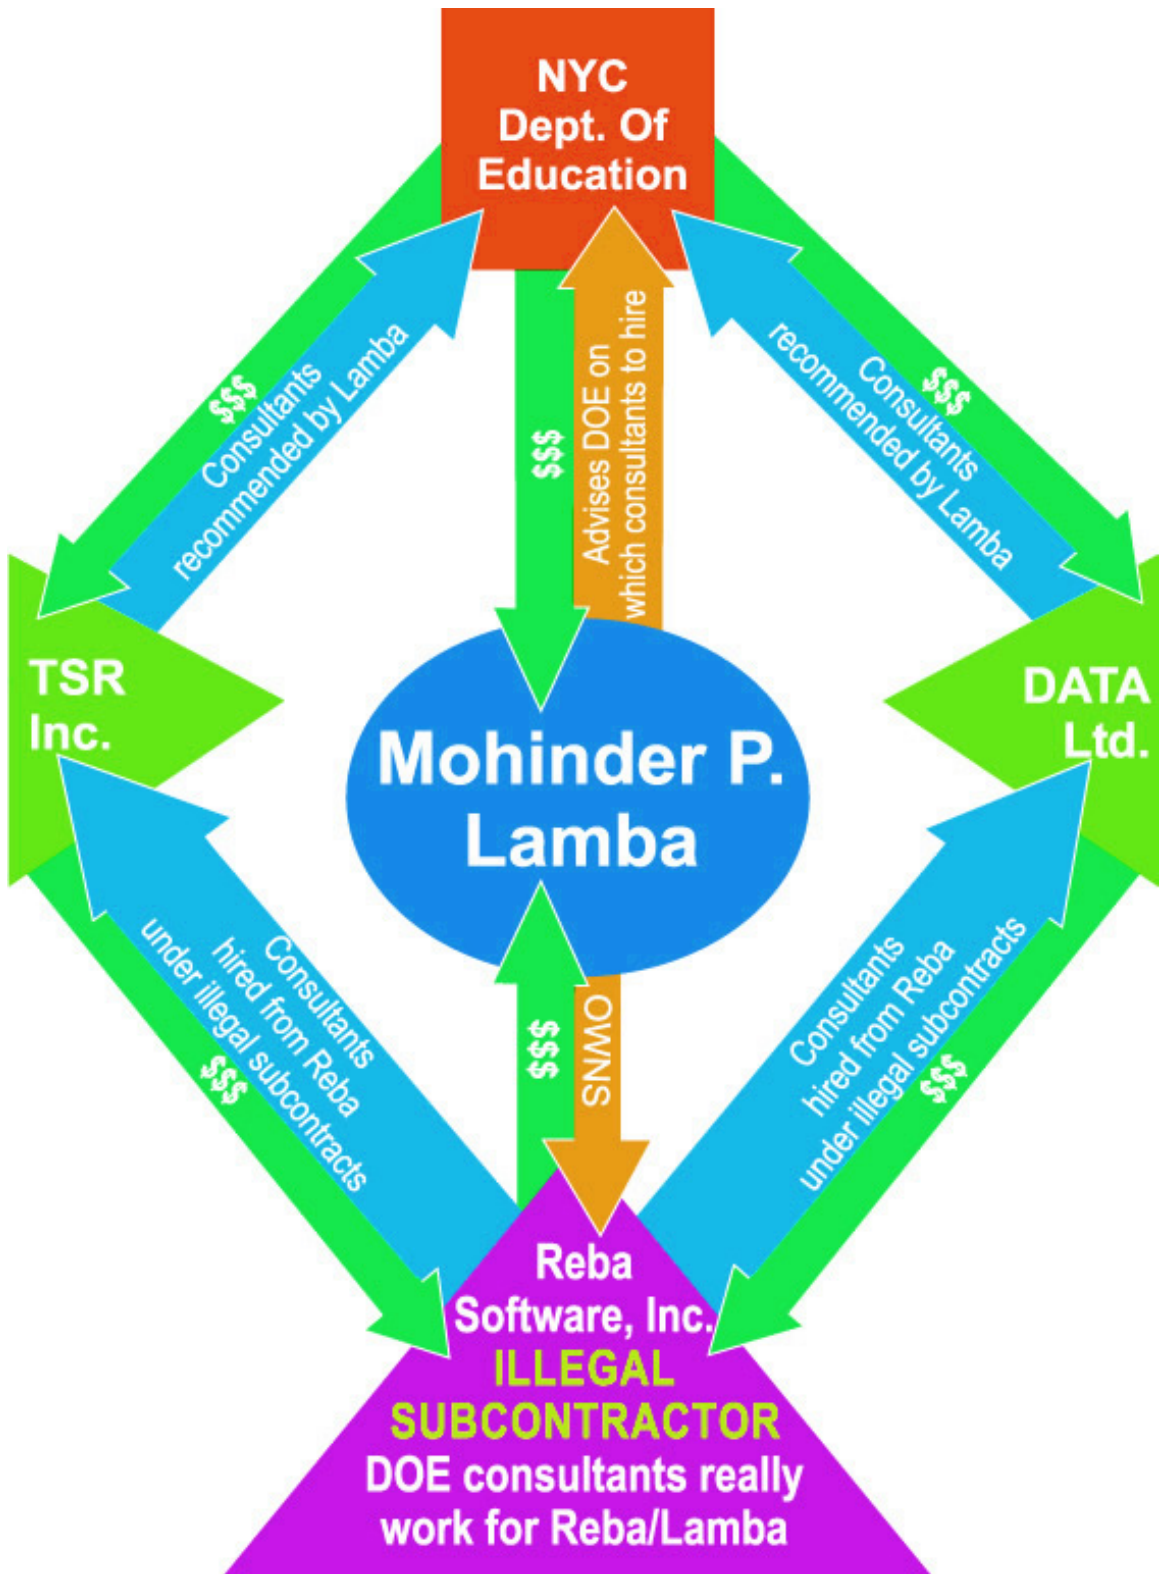 NYC
Dept. Of
Education
$$$
Consultants
recommended by Lamba
$$$
Advises DOE on
which consultants to hire
$$$
Consultants
recommended by Lamba
TSR
Inc.
DATA
Ltd.
Mohinder P.
Lamba
Consultants
hired from Reba
under illegal subcontracts
$$$
$$$
OWNS
Consultants
hired from Reba
under illegal subcontracts
$$$
Reba
Software, Inc.
ILLEGAL
SUBCONTRACTOR
DOE consultants really
work for Reba/Lamba